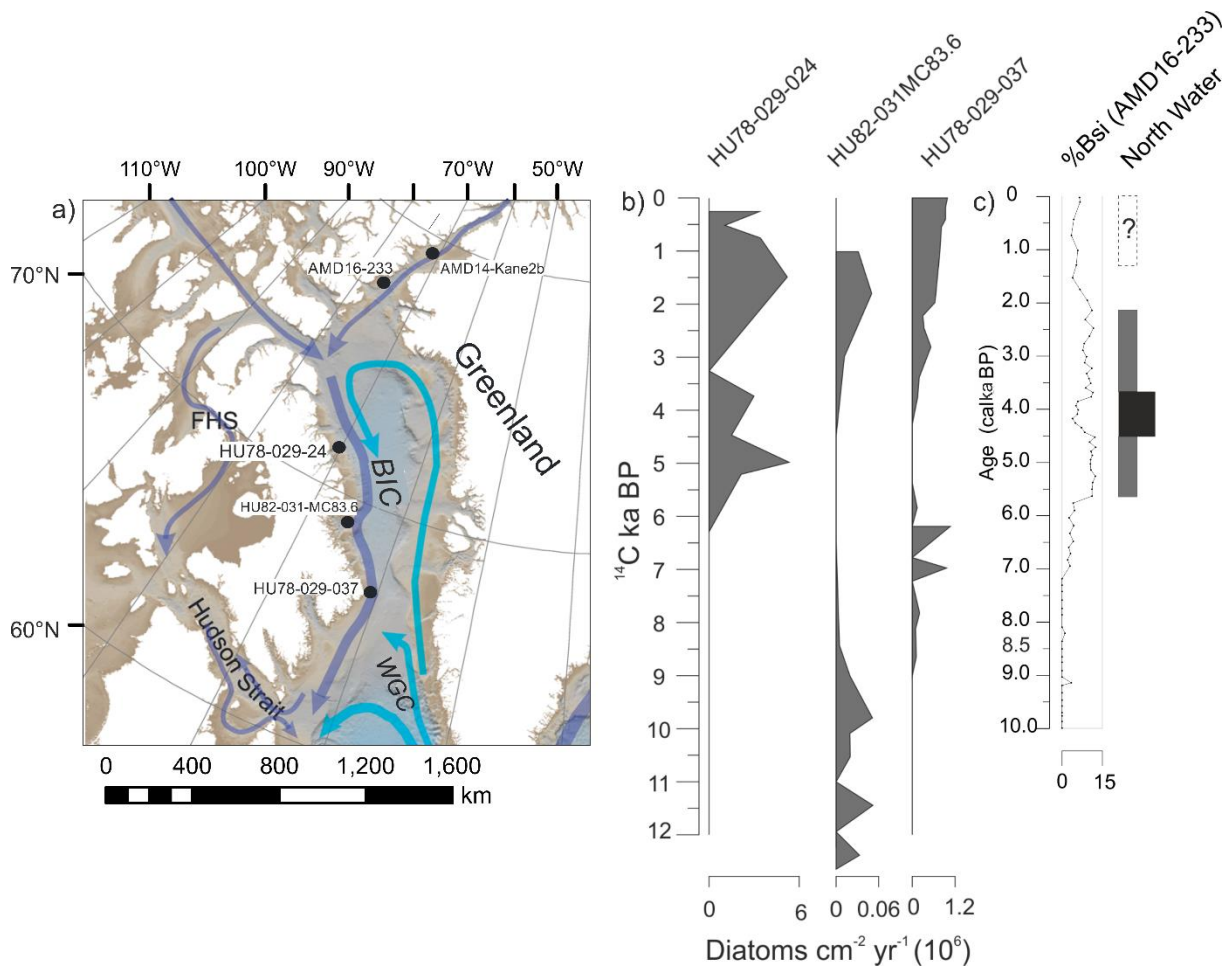 a)
110°W 100°W 90°W 80°W 70°W 50°W
70°N
60°N
AMD16-233
AMD14-Kane2b
Greenland
FHS
HU78-029-24
BIC
HU82-031-MC83.6
HU78-029-037
Hudson Strait
WGC
0 400 800 1,200 1,600
km
b)
HU78-029-024
HU82-031MC83.6
HU78-029-037
¹⁴C ka BP
0
1
2
3
4
5
6
7
8
9
10
11
12
0 6
0 0.06
0 1.2
Diatoms cm⁻² yr⁻¹ (10⁶)
c)
%Bsi (AMD16-233)
North Water
Age (calka BP)
0
1.0
2.0
3.0
4.0
5.0
6.0
7.0
8.0
8.5
9.0
10.0
?
0 15